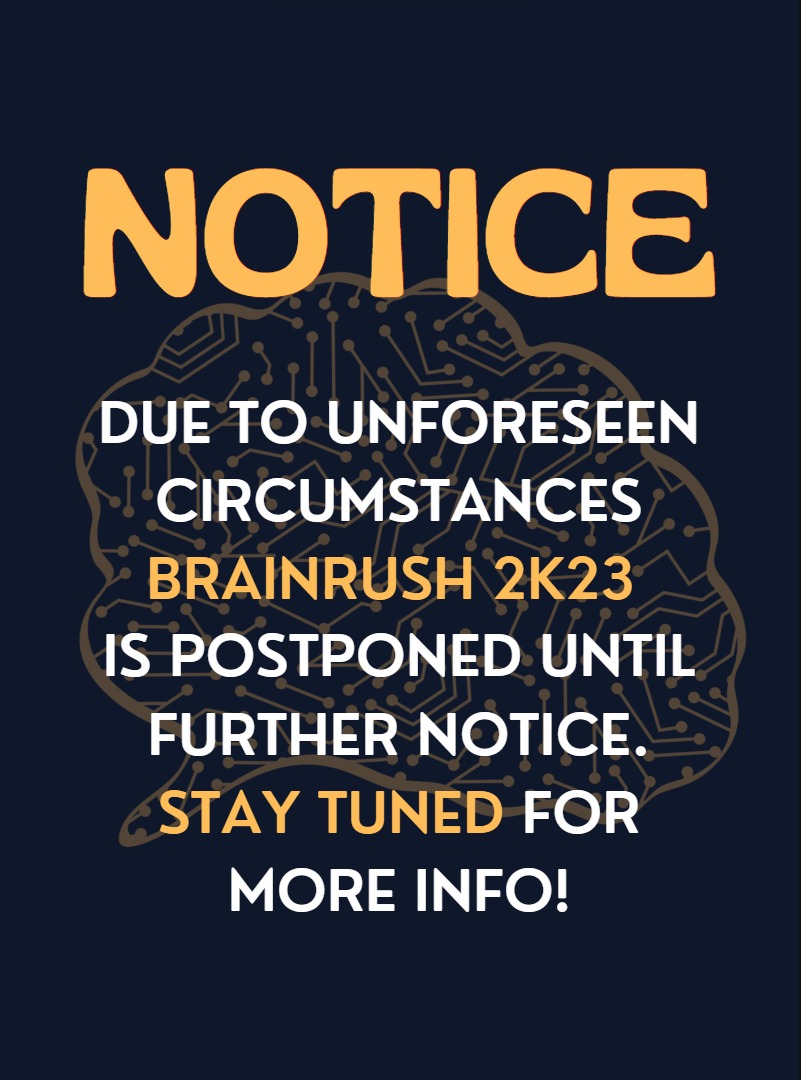 NOTICE
DUE TO UNFORESEEN
CIRCUMSTANCES
BRAINRUSH 2K23
IS POSTPONED UNTIL
FURTHER NOTICE.
STAY TUNED FOR
MORE INFO!